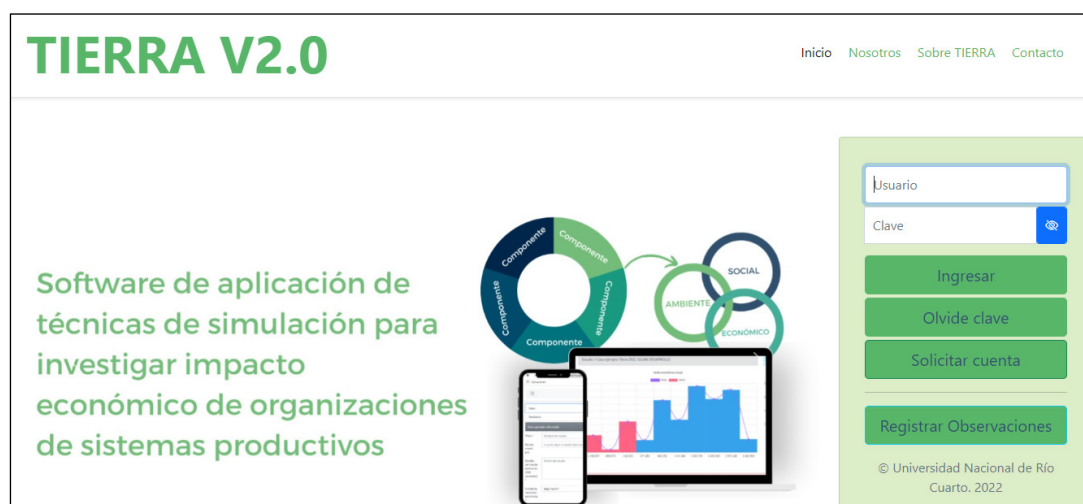 TIERRA V2.0
Inicio Nosotros Sobre TIERRA Contacto
Software de aplicación de
técnicas de simulación para
investigar impacto
económico de organizaciones
de sistemas productivos
Componente
Componente
Componente
Componente
Componente
SOCIAL
AMBIENTE
ECONÓMICO
Usuario
Clave
Ingresar
Olvide clave
Solicitar cuenta
Registrar Observaciones
© Universidad Nacional de Río
Cuarto. 2022